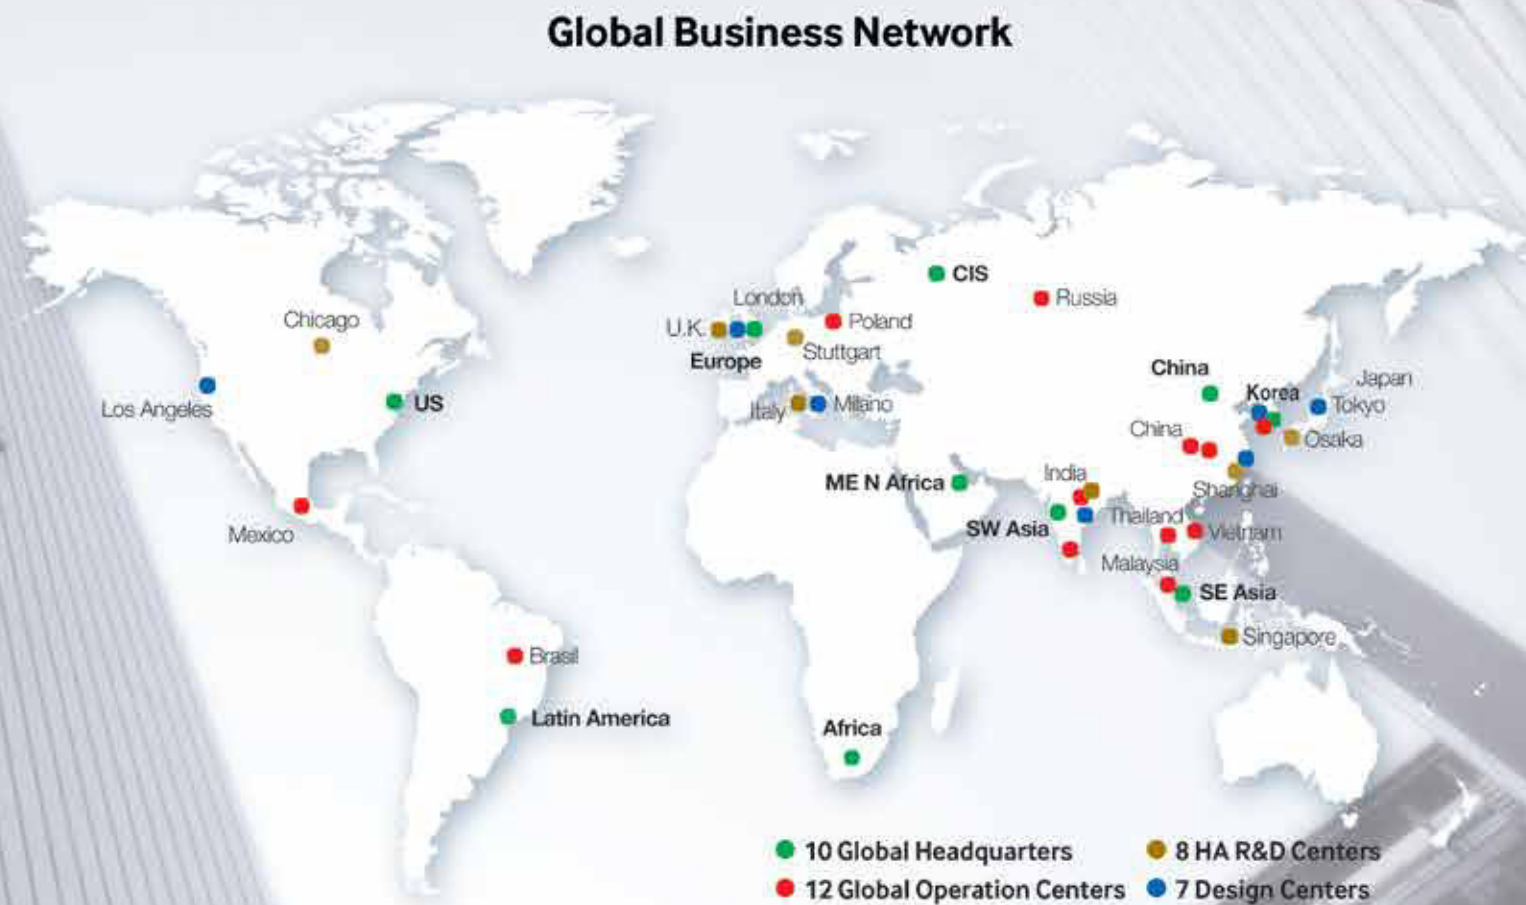 Global Business Network
CIS
London
Russia
Chicago
U.K.
Poland
Europe
Stuttgart
China
Japan
Los Angeles
US
Korea
Italy
Milano
Tokyo
China
Osaka
India
ME N Africa
Shanghai
Mexico
SW Asia
Thailand
Vietnam
Malaysia
SE Asia
Singapore
Brasil
Latin America
Africa
10 Global Headquarters
8 HA R&D Centers
12 Global Operation Centers
7 Design Centers